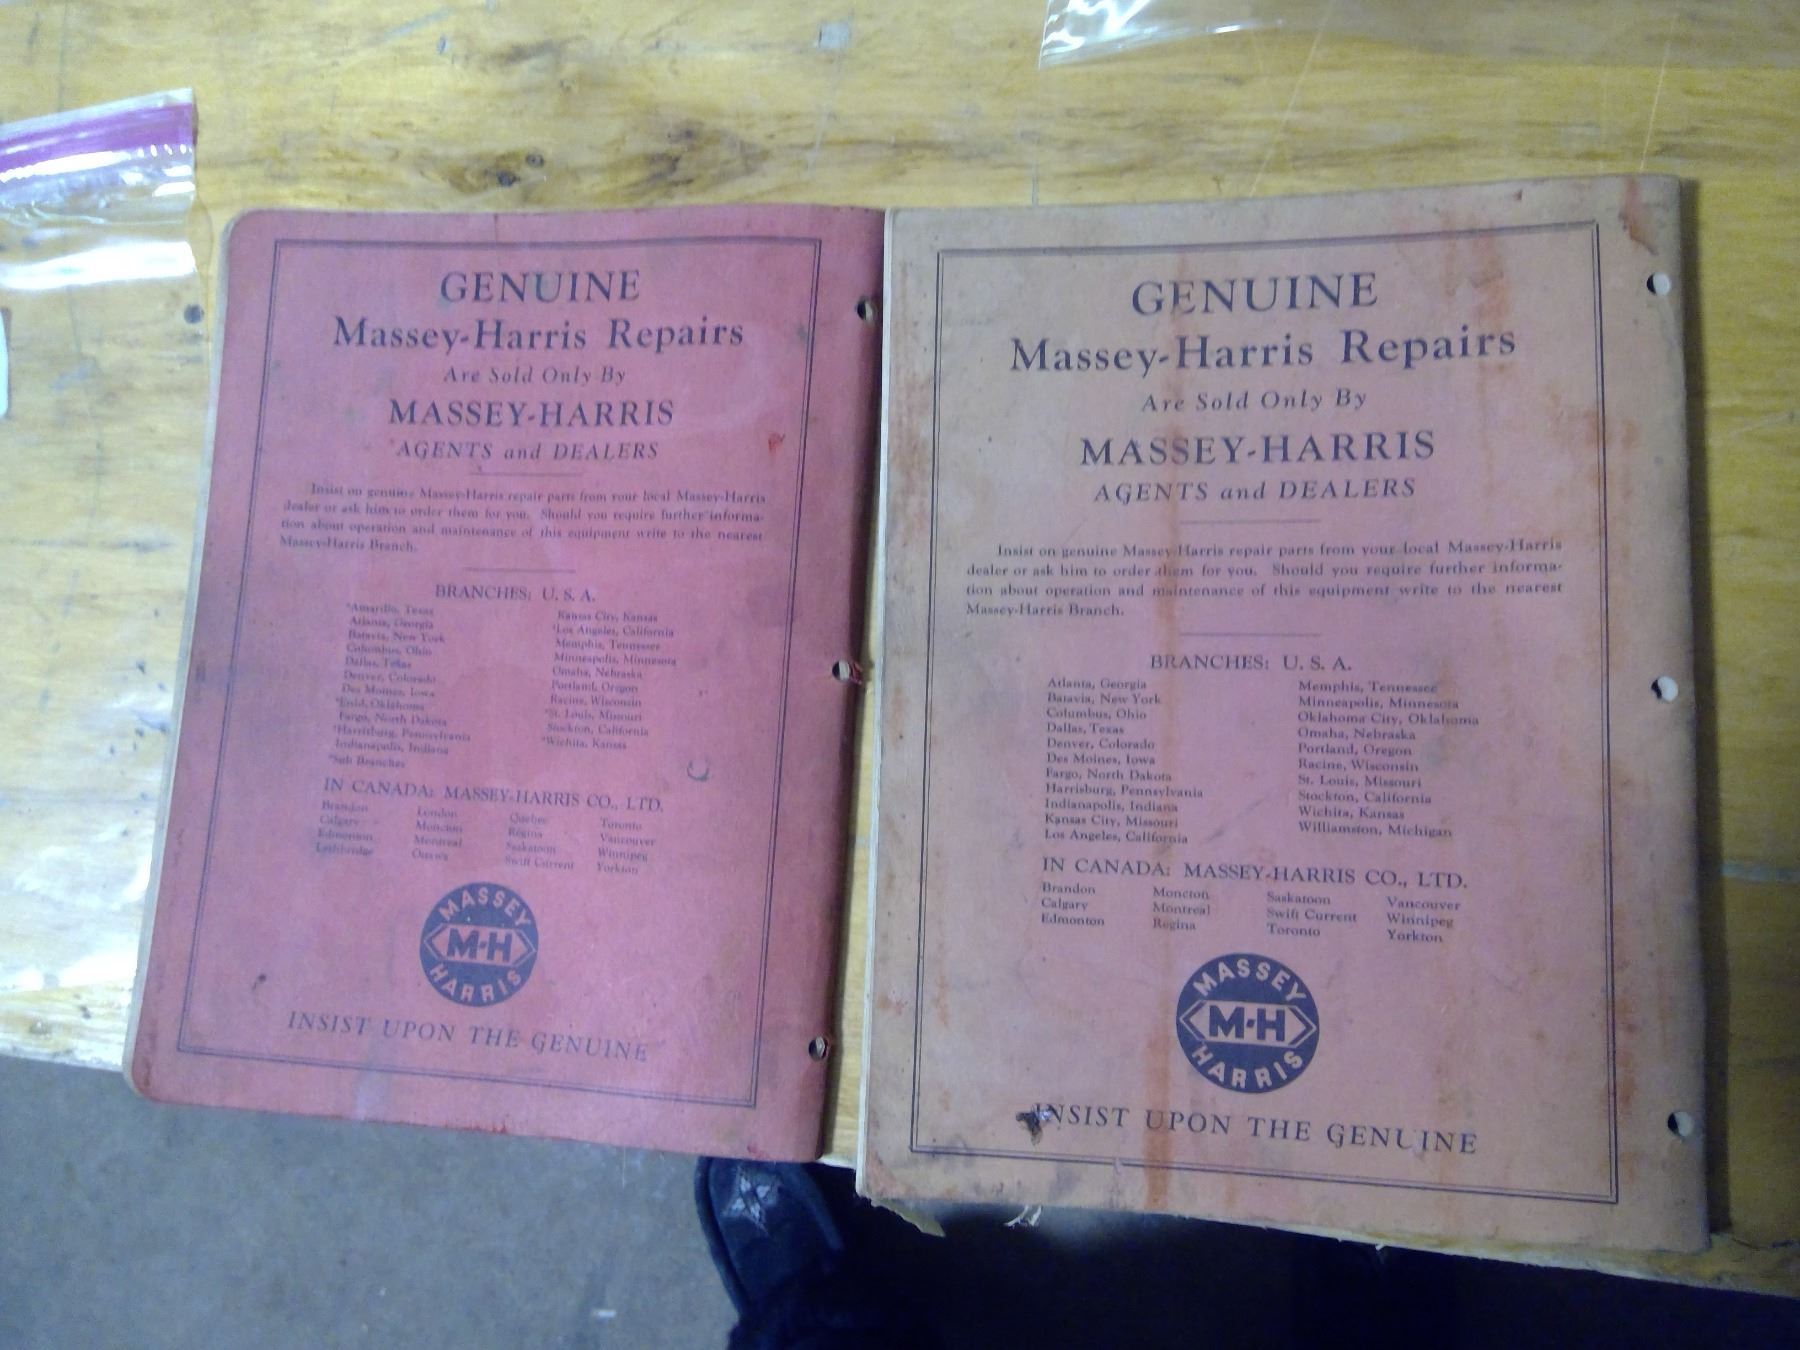 GENUINE
Massey-Harris Repairs
Are Sold Only By
MASSEY-HARRIS
AGENTS and DEALERS
Insist on genuine Massey-Harris repair parts from your local Massey-Harris
dealer or ask him to order them for you. Should you require further informa-
tion about operation and maintenance of this equipment write to the nearest
Massey-Harris Branch.
BRANCHES: U. S. A.
*Amarillo, Texas
Atlanta, Georgia
Batavia, New York
Columbus, Ohio
Dallas, Texas
Denver, Colorado
Des Moines, Iowa
*Enid, Oklahoma
Fargo, North Dakota
*Harrisburg, Pennsylvania
Indianapolis, Indiana
*Sub Branches
Kansas City, Kansas
*Los Angeles, California
Memphis, Tennessee
Minneapolis, Minnesota
Omaha, Nebraska
Portland, Oregon
Racine, Wisconsin
*St. Louis, Missouri
Stockton, California
*Wichita, Kansas
IN CANADA: MASSEY-HARRIS CO., LTD.
Brandon London Quebec Toronto
Calgary Moncton Regina Vancouver
Edmonton Montreal Saskatoon Winnipeg
Lethbridge Ottawa Swift Current Yorkton
MASSEY
M-H
HARRIS
INSIST UPON THE GENUINE
GENUINE
Massey-Harris Repairs
Are Sold Only By
MASSEY-HARRIS
AGENTS and DEALERS
Insist on genuine Massey-Harris repair parts from your local Massey-Harris
dealer or ask him to order them for you. Should you require further informa-
tion about operation and maintenance of this equipment write to the nearest
Massey-Harris Branch.
BRANCHES: U. S. A.
Atlanta, Georgia
Batavia, New York
Columbus, Ohio
Dallas, Texas
Denver, Colorado
Des Moines, Iowa
Fargo, North Dakota
Harrisburg, Pennsylvania
Indianapolis, Indiana
Kansas City, Missouri
Los Angeles, California
Memphis, Tennessee
Minneapolis, Minnesota
Oklahoma City, Oklahoma
Omaha, Nebraska
Portland, Oregon
Racine, Wisconsin
St. Louis, Missouri
Stockton, California
Wichita, Kansas
Williamston, Michigan
IN CANADA: MASSEY-HARRIS CO., LTD.
Brandon Moncton Saskatoon Vancouver
Calgary Montreal Swift Current Winnipeg
Edmonton Regina Toronto Yorkton
MASSEY
M-H
HARRIS
INSIST UPON THE GENUINE